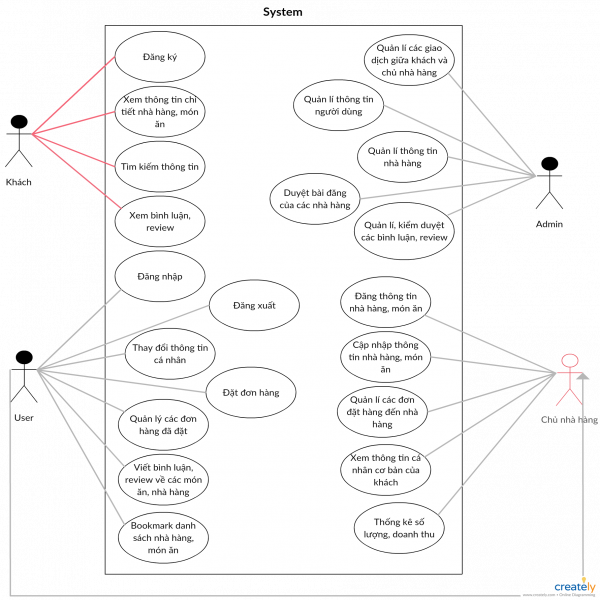 System
Đăng ký
Xem thông tin chi
tiết nhà hàng, món
ăn
Tìm kiếm thông tin
Xem bình luận,
review
Khách
Đăng nhập
Đăng xuất
Thay đổi thông tin
cá nhân
Đặt đơn hàng
Quản lý các đơn
hàng đã đặt
Viết bình luận,
review về các món
ăn, nhà hàng
Bookmark danh
sách nhà hàng,
món ăn
User
Quản lí các giao
dịch giữa khách và
chủ nhà hàng
Quản lí thông tin
người dùng
Quản lí thông tin
nhà hàng
Duyệt bài đăng
của các nhà hàng
Quản lí, kiểm duyệt
các bình luận, review
Admin
Đăng thông tin
nhà hàng, món ăn
Cập nhập thông
tin nhà hàng, món
ăn
Quản lí các đơn
đặt hàng đến nhà
hàng
Xem thông tin cá
nhân cơ bản của
khách
Thống kê số
lượng, doanh thu
Chủ nhà hàng
creately
www.creately.com • Online Diagramming